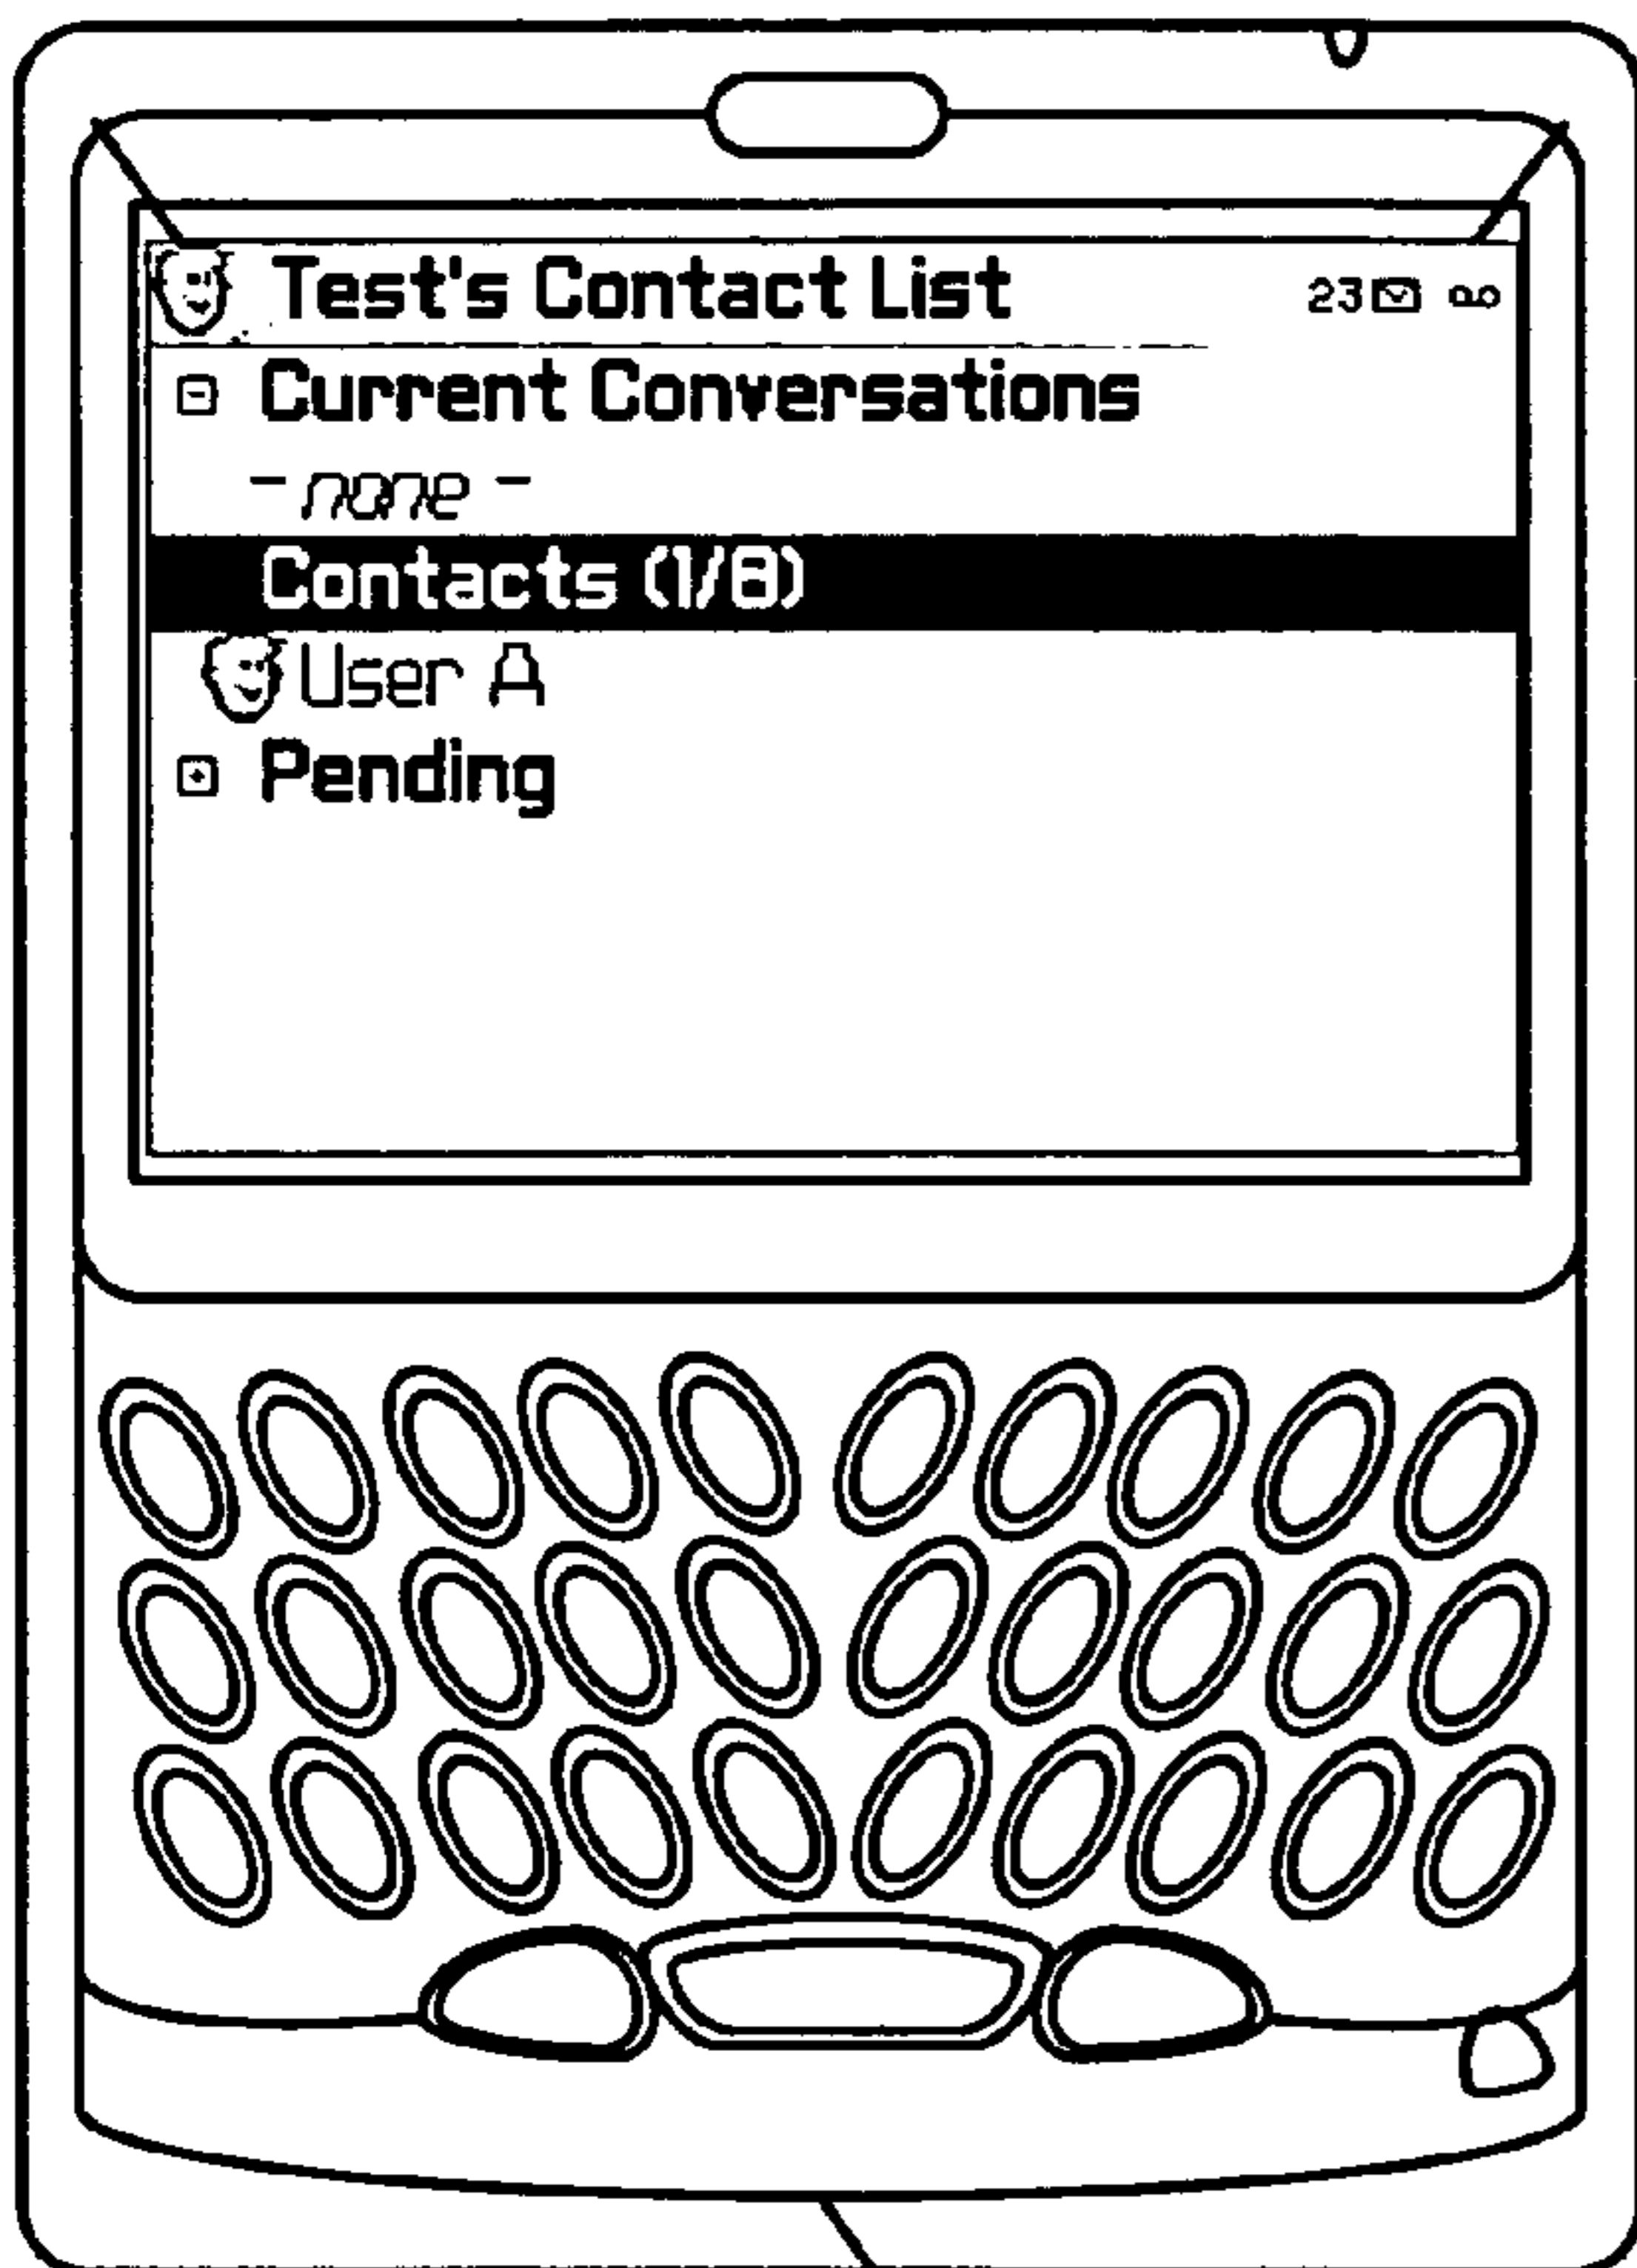 Test's Contact List 23
Current Conversations
- none -
Contacts (1/8)
User A
Pending